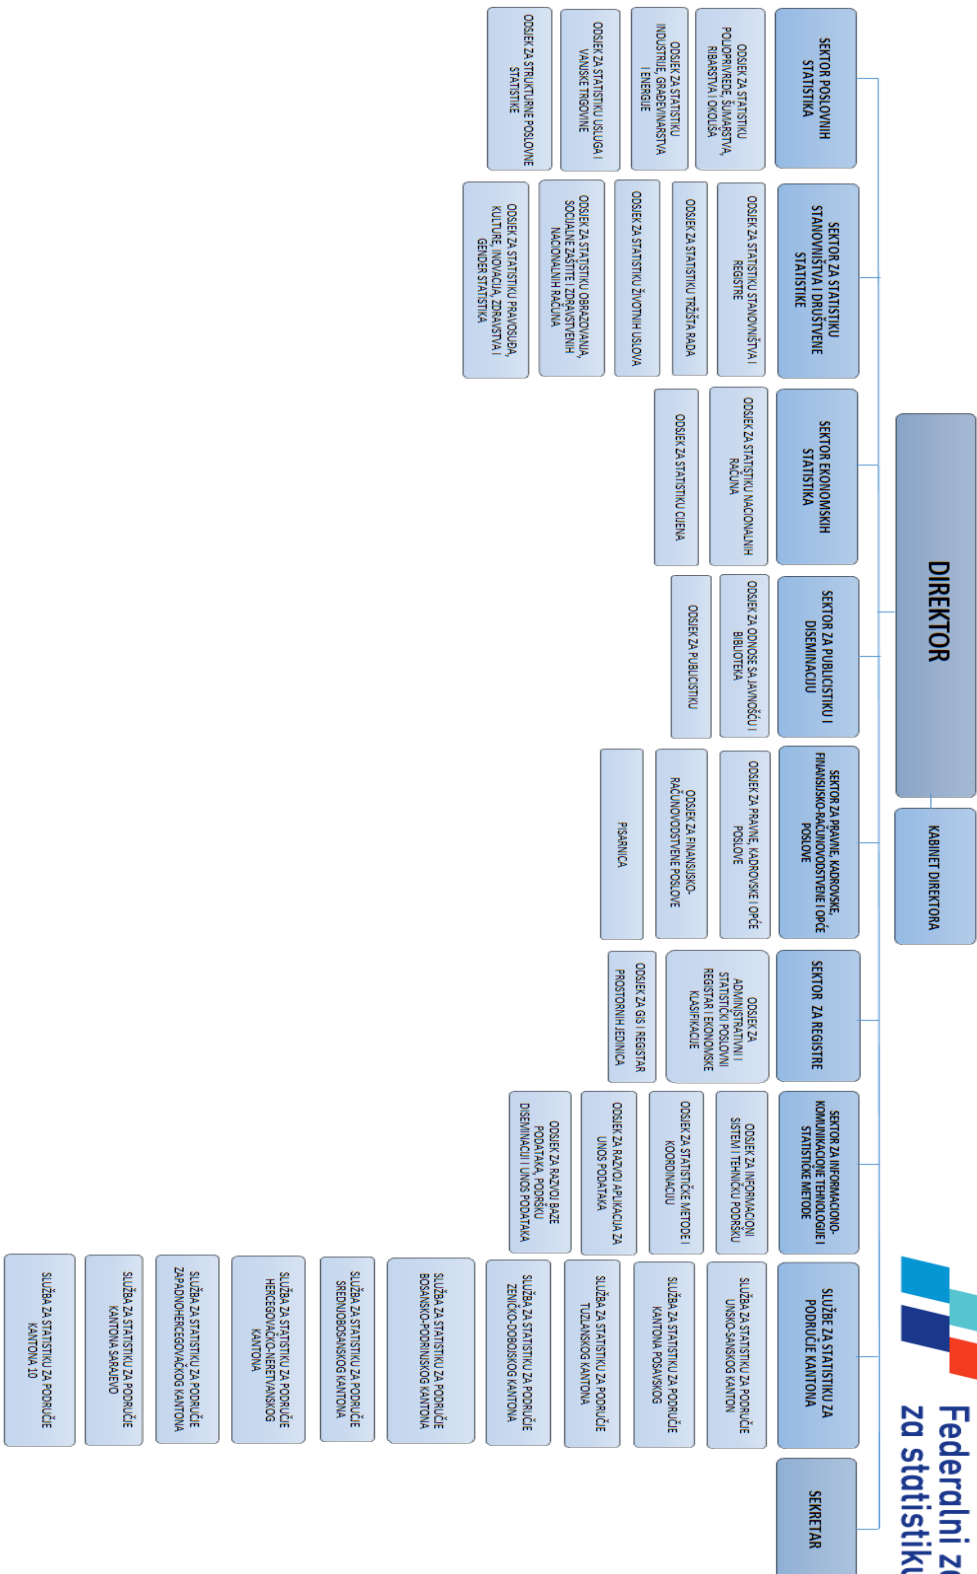 Federalni za
za statistiku
DIREKTOR
KABINET DIREKTORA
SEKTOR POSLOVNIH
STATISTIKA
ODSJEK ZA STATISTIKU
POLJOPRIVREDE, ŠUMARSTVA,
RIBARSTVA I OKOLIŠA
ODSJEK ZA STATISTIKU
INDUSTRIJE, GRAĐEVINARSTVA
I ENERGIJE
ODSJEK ZA STATISTIKU USLUGA I
VANJSKE TRGOVINE
ODSJEK ZA STRUKTURNE POSLOVNE
STATISTIKE
SEKTOR ZA STATISTIKU
STANOVNIŠTVA I DRUŠTVENE
STATISTIKE
ODSJEK ZA STATISTIKU STANOVNIŠTVA I
REGISTRE
ODSJEK ZA STATISTIKU TRŽIŠTA RADA
ODSJEK ZA STATISTIKU ŽIVOTNIH USLOVA
ODSJEK ZA STATISTIKU OBRAZOVANJA,
SOCIJALNE ZAŠTITE I ZDRAVSTVENIH
NACIONALNIH RAČUNA
ODSJEK ZA STATISTIKU PRAVOSUĐA,
KULTURE, INOVACIJA, ZDRAVSTVA I
GENDER STATISTIKA
SEKTOR EKONOMSKIH
STATISTIKA
ODSJEK ZA STATISTIKU NACIONALNIH
RAČUNA
ODSJEK ZA STATISTIKU CIJENA
SEKTOR ZA PUBLICISTIKU I
DISEMINACIJU
ODSJEK ZA ODNOSE SA JAVNOŠĆU I
BIBLIOTEKA
ODSJEK ZA PUBLICISTIKU
SEKTOR ZA PRAVNE, KADROVSKE,
FINANSIJSKO-RAČUNOVODSTVENE I OPĆE
POSLOVE
ODSJEK ZA PRAVNE, KADROVSKE I OPĆE
POSLOVE
ODSJEK ZA FINANSIJSKO-
RAČUNOVODSTVENE POSLOVE
PISARNICA
SEKTOR ZA REGISTRE
ODSJEK ZA
ADMINISTRATIVNI I
STATISTIČKI POSLOVNI
REGISTAR I EKONOMSKE
KLASIFIKACIJE
ODSJEK ZA GIS I REGISTAR
PROSTORNIH JEDINICA
SEKTOR ZA INFORMACIONO-
KOMUNIKACIONE TEHNOLOGIJE I
STATISTIČKE METODE
ODSJEK ZA INFORMACIONI
SISTEM I TEHNIČKU PODRŠKU
ODSJEK ZA STATISTIČKE METODE I
KOORDINACIJU
ODSJEK ZA RAZVOJ APLIKACIJA ZA
UNOS PODATAKA
ODSJEK ZA RAZVOJ BAZE
PODATAKA, PODRŠKU
DISEMINACIJI I UNOS PODATAKA
SLUŽBE ZA STATISTIKU ZA
PODRUČJE KANTONA
SLUŽBA ZA STATISTIKU ZA PODRUČJE
UNSKO-SANSKOG KANTON
SLUŽBA ZA STATISTIKU ZA PODRUČJE
KANTONA POSAVSKOG
SLUŽBA ZA STATISTIKU ZA PODRUČJE
TUZLANSKOG KANTONA
SLUŽBA ZA STATISTIKU ZA PODRUČJE
ZENIČKO-DOBOJSKOG KANTONA
SLUŽBA ZA STATISTIKU ZA PODRUČJE
BOSANSKO-PODRINJSKOG KANTONA
SLUŽBA ZA STATISTIKU ZA PODRUČJE
SREDNJOBOSANSKOG KANTONA
SLUŽBA ZA STATISTIKU ZA PODRUČJE
HERCEGOVAČKO-NERETVANSKOG
KANTONA
SLUŽBA ZA STATISTIKU ZA PODRUČJE
ZAPADNOHERCEGOVAČKOG KANTONA
SLUŽBA ZA STATISTIKU ZA PODRUČJE
KANTONA SARAJEVO
SLUŽBA ZA STATISTIKU ZA PODRUČJE
KANTONA 10
SEKRETAR